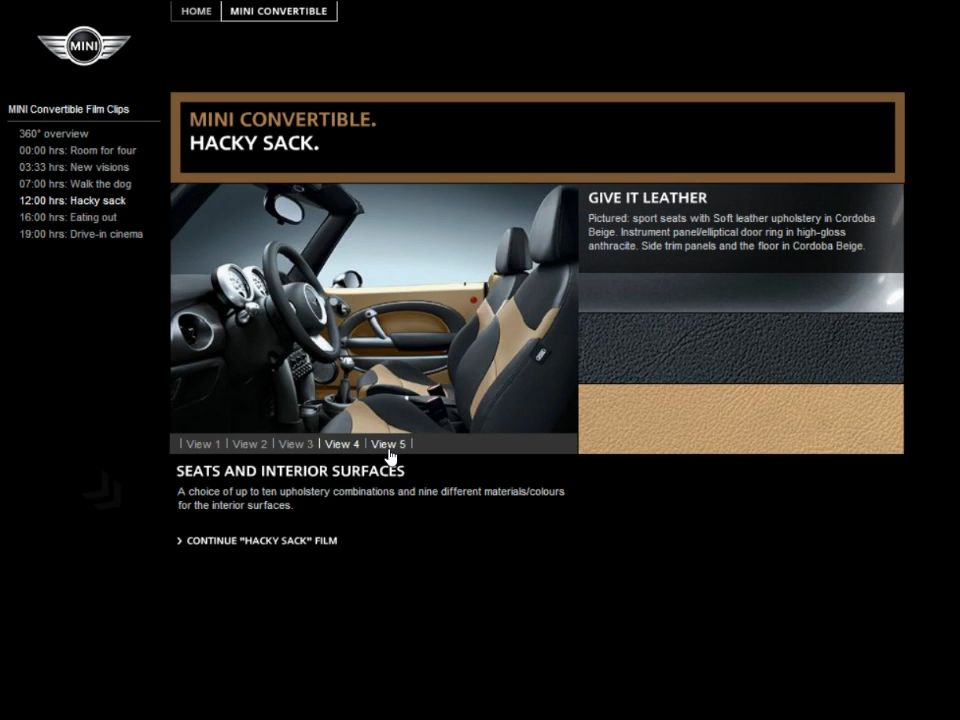 HOME
MINI CONVERTIBLE
MINI
MINI Convertible Film Clips
360° overview
00:00 hrs: Room for four
03:33 hrs: New visions
07:00 hrs: Walk the dog
12:00 hrs: Hacky sack
16:00 hrs: Eating out
19:00 hrs: Drive-in cinema
MINI CONVERTIBLE.
HACKY SACK.
GIVE IT LEATHER
Pictured: sport seats with Soft leather upholstery in Cordoba
Beige. Instrument panel/elliptical door ring in high-gloss
anthracite. Side trim panels and the floor in Cordoba Beige.
| View 1 | View 2 | View 3 | View 4 | View 5 |
SEATS AND INTERIOR SURFACES
A choice of up to ten upholstery combinations and nine different materials/colours
for the interior surfaces.
> CONTINUE "HACKY SACK" FILM